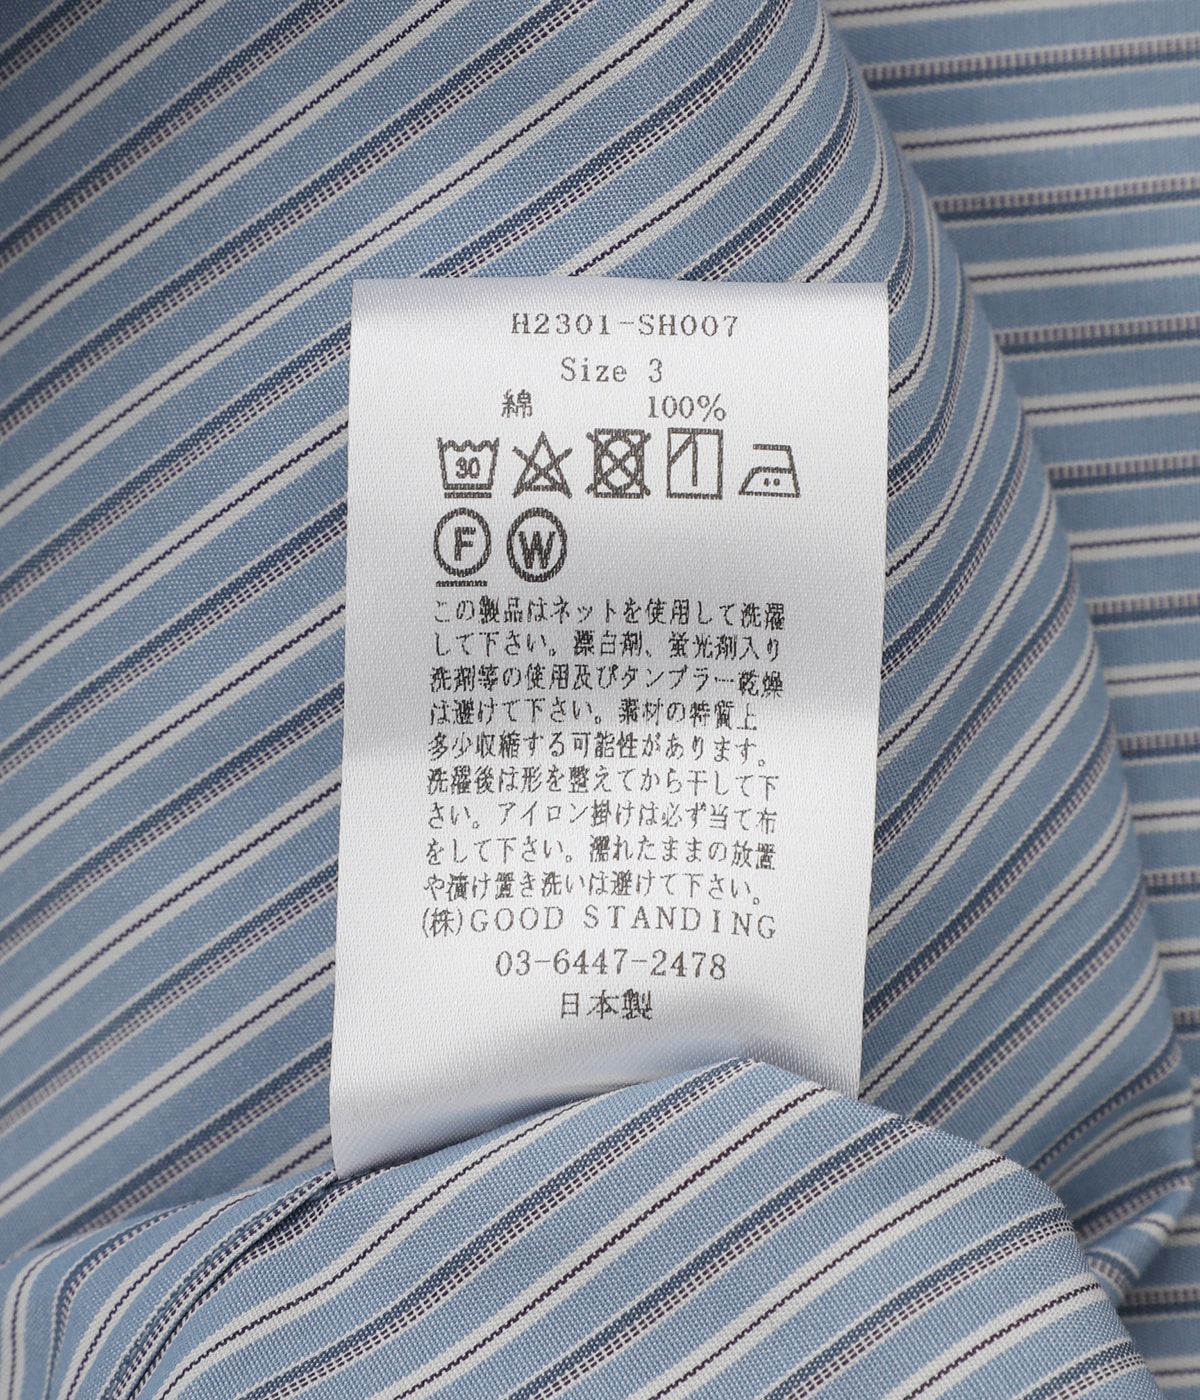 H2301-SH007
Size 3
綿 100%
30
F W
この製品はネットを使用して洗濯
して下さい。漂白剤、蛍光剤入り
洗剤等の使用及びタンブラー乾燥
は避けて下さい。素材の特質上
多少収縮する可能性があります。
洗濯後は形を整えてから干して下
さい。アイロン掛けは必ず当て布
をして下さい。濡れたままの放置
や漬け置き洗いは避けて下さい。
(株)GOOD STANDING
03-6447-2478
日本製